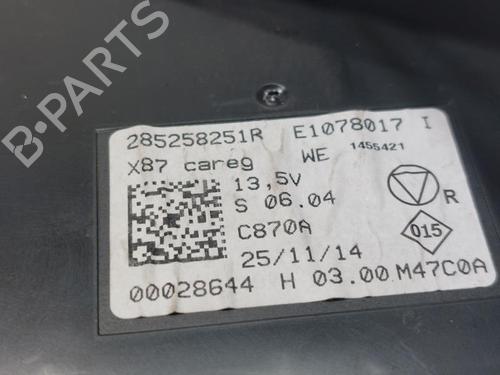 285258251R E1078017 I
X87 careg WE 1455421
13,5V
S 06.04 R
C870A 015
25/11/14
00028644 H 03.00 M47C0A
B-PARTS